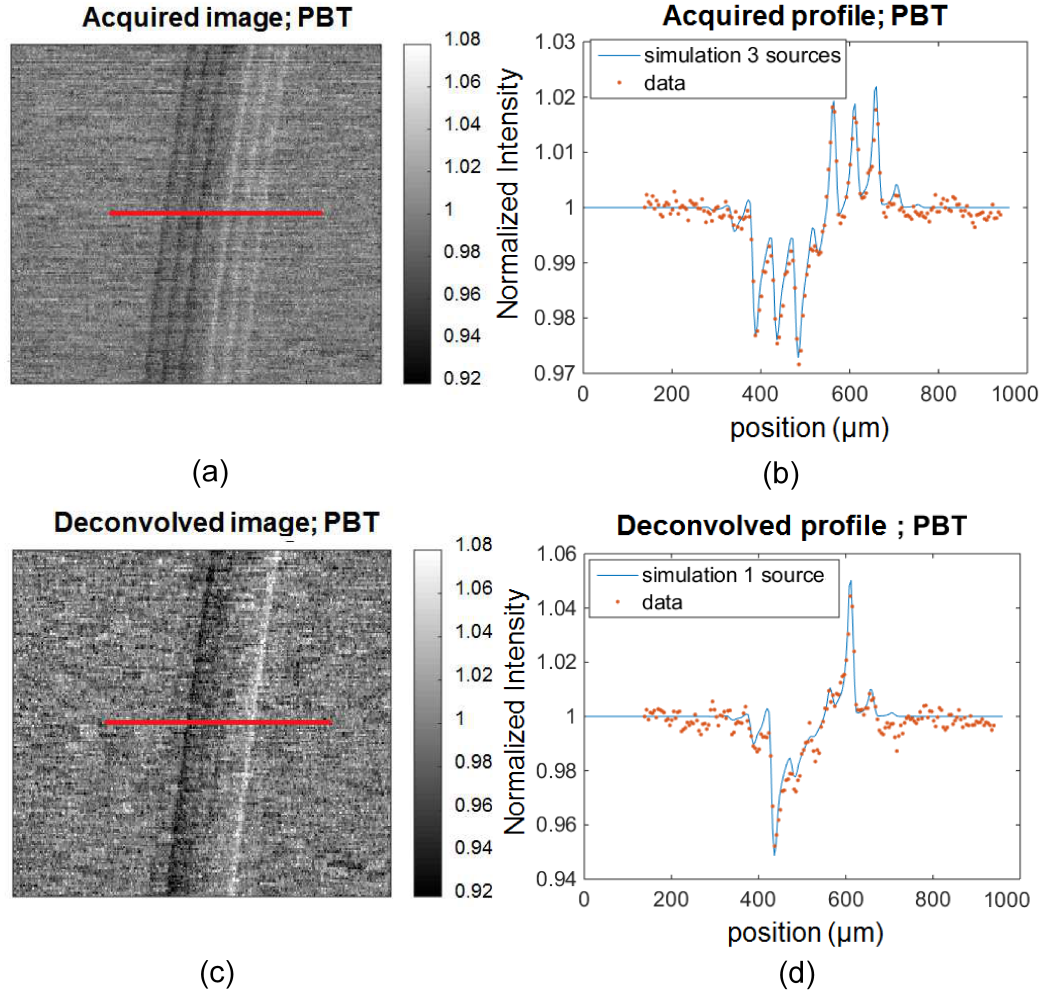 Acquired image; PBT
1.08
1.06
1.04
1.02
1
0.98
0.96
0.94
0.92
(a)
Acquired profile; PBT
simulation 3 sources
data
Normalized Intensity
1.03
1.02
1.01
1
0.99
0.98
0.97
0 200 400 600 800 1000
position (µm)
(b)
Deconvolved image; PBT
1.08
1.06
1.04
1.02
1
0.98
0.96
0.94
0.92
(c)
Deconvolved profile ; PBT
simulation 1 source
data
Normalized Intensity
1.06
1.04
1.02
1
0.98
0.96
0.94
0 200 400 600 800 1000
position (µm)
(d)